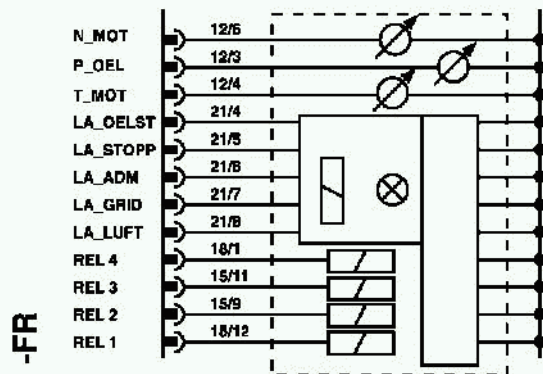 N_MOT 12/6
P_OEL 12/3
T_MOT 12/4
LA_OELST 21/4
LA_STOPP 21/5
LA_ADM 21/6
LA_GRID 21/7
LA_LUFT 21/8
REL 4 18/1
REL 3 15/11
REL 2 15/9
REL 1 18/12
-FR